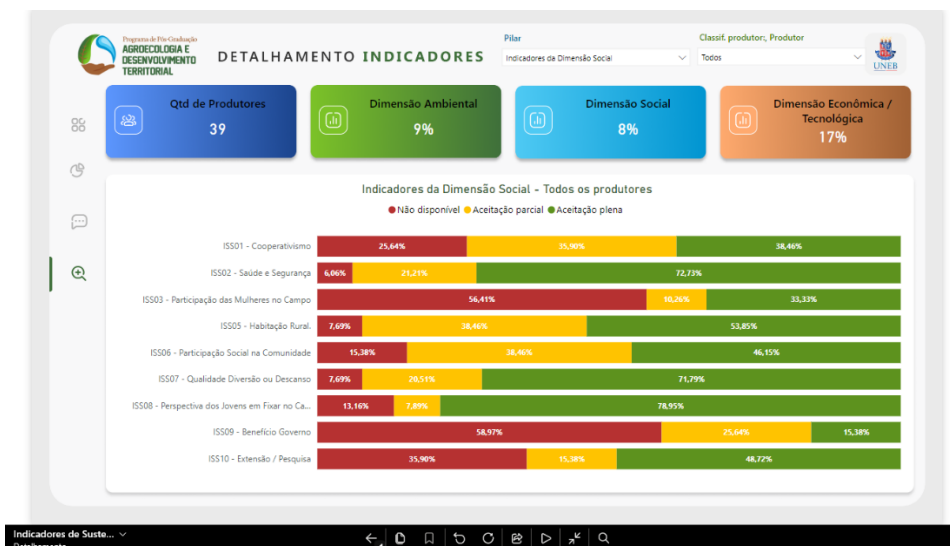 Programa de Pós-Graduação
AGROECOLOGIA E
DESENVOLVIMENTO
TERRITORIAL
DETALHAMENTO INDICADORES
Pilar
Indicadores da Dimensão Social
Classif. produtor:, Produtor
Todos
UNEB
Qtd de Produtores
39
Dimensão Ambiental
9%
Dimensão Social
8%
Dimensão Econômica /
Tecnológica
17%
Indicadores da Dimensão Social - Todos os produtores
Não disponível Aceitação parcial Aceitação plena
ISS01 - Cooperativismo 25,64% 35,90% 38,46%
ISS02 - Saúde e Segurança 6,06% 21,21% 72,73%
ISS03 - Participação das Mulheres no Campo 56,41% 10,26% 33,33%
ISS05 - Habitação Rural. 7,69% 38,46% 53,85%
ISS06 - Participação Social na Comunidade 15,38% 38,46% 46,15%
ISS07 - Qualidade Diversão ou Descanso 7,69% 20,51% 71,79%
ISS08 - Perspectiva dos Jovens em Fixar no Ca... 13,16% 7,89% 78,95%
ISS09 - Benefício Governo 58,97% 25,64% 15,38%
ISS10 - Extensão / Pesquisa 35,90% 15,38% 48,72%
Indicadores de Suste...
Detalhamento